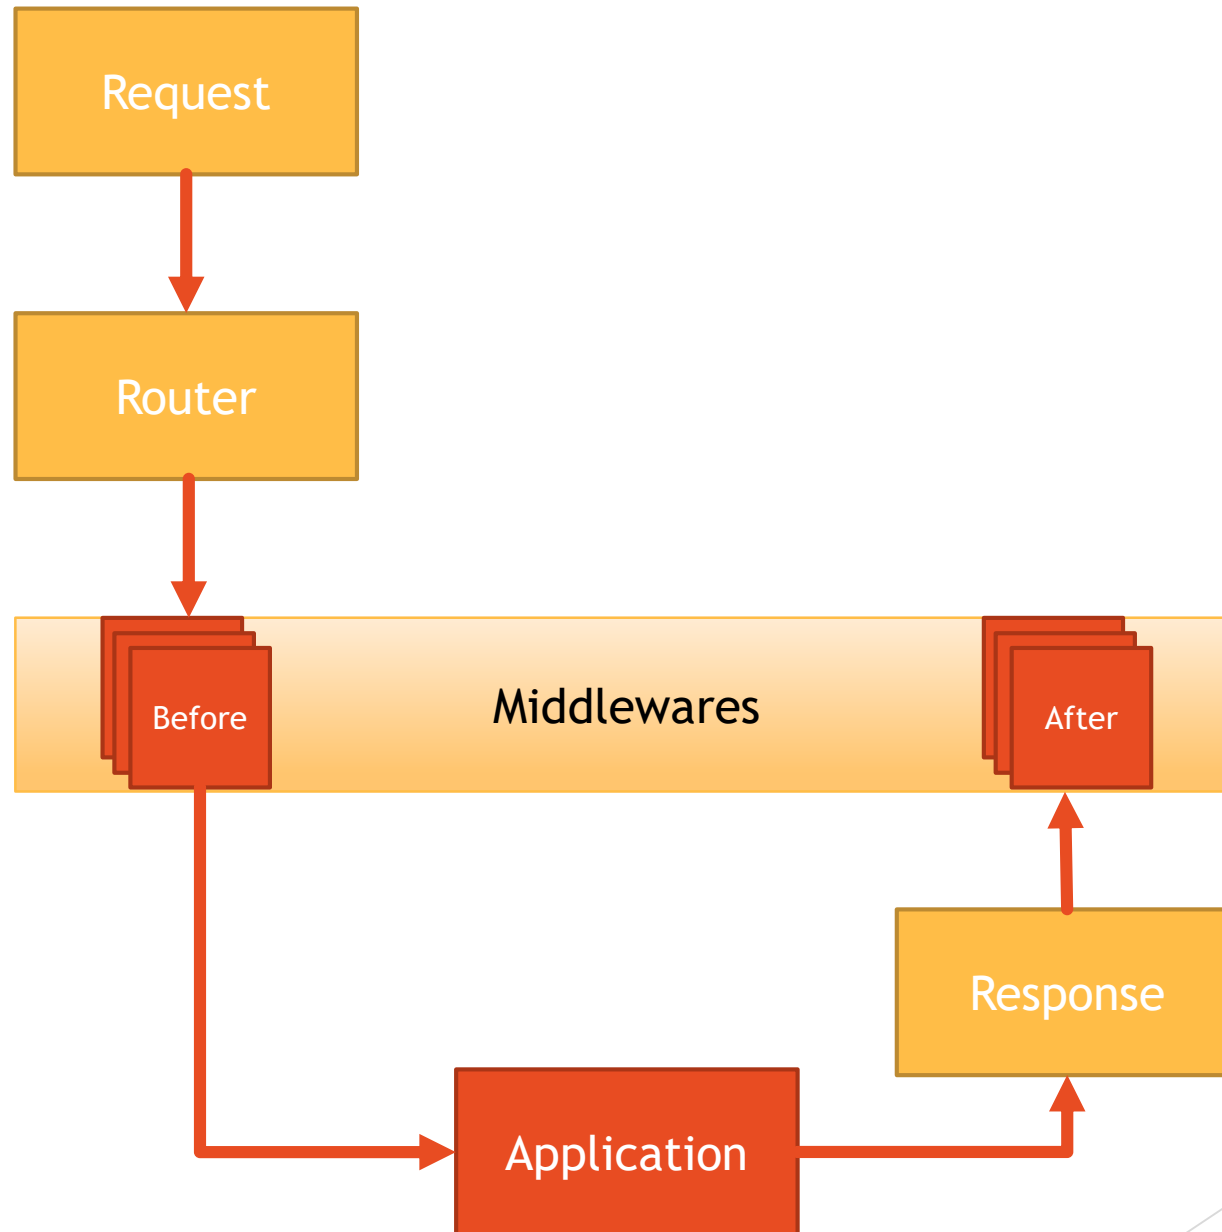 Request
Router
Before
Middlewares
After
Response
Application